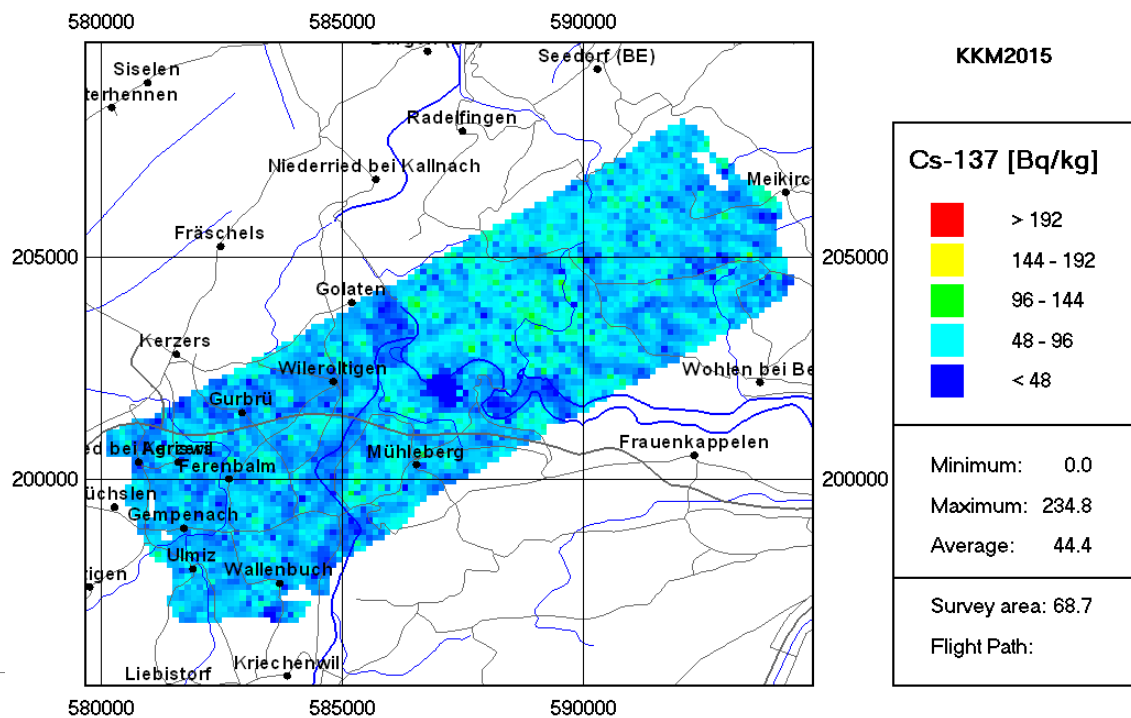 580000 585000 590000
KKM2015
Seedorf (BE)
Siselen
terhennen
Radelfingen
Niederried bei Kallnach
Meikirc
Fräschels
205000 205000
Golaten
Kerzers
Wileroltigen
Wohlen bei Be
Gurbrü
Frauenkappelen
Mühleberg
Ferenbalm
200000 200000
Gempenach
Ulmiz
Wallenbuch
Kriechenwil
Liebistorf
580000 585000 590000
Cs-137 [Bq/kg]
> 192
144 - 192
96 - 144
48 - 96
< 48
Minimum: 0.0
Maximum: 234.8
Average: 44.4
Survey area: 68.7
Flight Path: